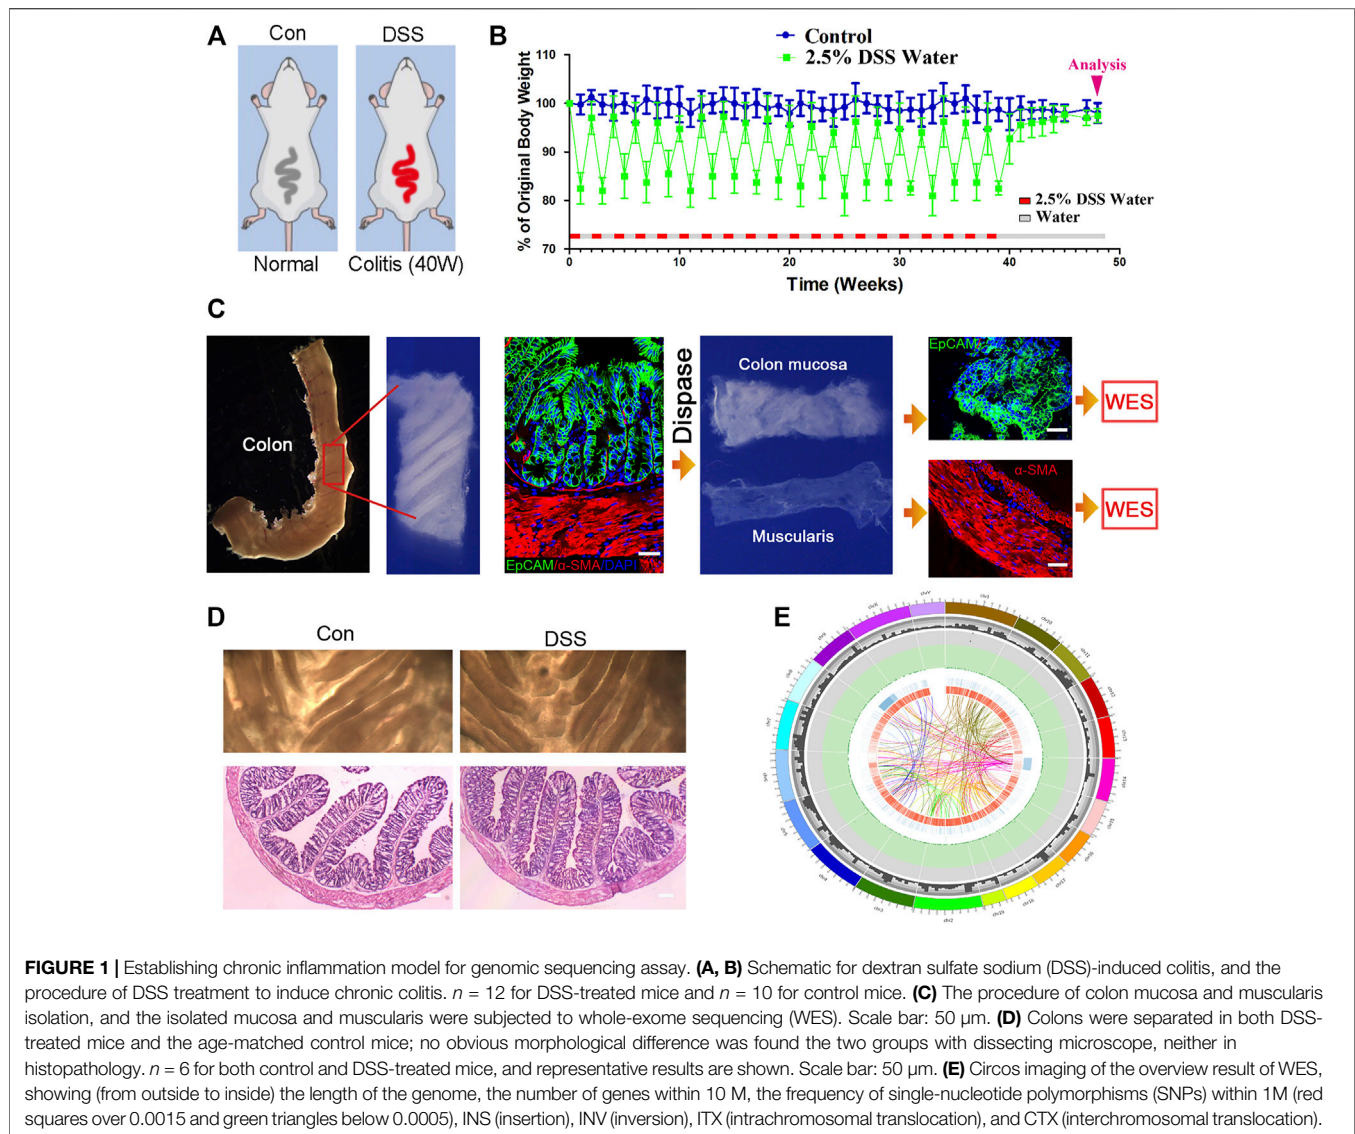 A
Con
DSS
Normal
Colitis (40W)
B
Control
2.5% DSS Water
Analysis
% of Original Body Weight
110
100
90
80
70
2.5% DSS Water
Water
0
10
20
30
40
50
Time (Weeks)
C
Colon
EpCAM/α-SMA/DAPI
Dispase
Colon mucosa
Muscularis
EpCAM
WES
α-SMA
WES
D
Con
DSS
E
FIGURE 1 | Establishing chronic inflammation model for genomic sequencing assay. (A, B) Schematic for dextran sulfate sodium (DSS)-induced colitis, and the
procedure of DSS treatment to induce chronic colitis. n = 12 for DSS-treated mice and n = 10 for control mice. (C) The procedure of colon mucosa and muscularis
isolation, and the isolated mucosa and muscularis were subjected to whole-exome sequencing (WES). Scale bar: 50 μm. (D) Colons were separated in both DSS-
treated mice and the age-matched control mice; no obvious morphological difference was found the two groups with dissecting microscope, neither in
histopathology. n = 6 for both control and DSS-treated mice, and representative results are shown. Scale bar: 50 μm. (E) Circos imaging of the overview result of WES,
showing (from outside to inside) the length of the genome, the number of genes within 10 M, the frequency of single-nucleotide polymorphisms (SNPs) within 1M (red
squares over 0.0015 and green triangles below 0.0005), INS (insertion), INV (inversion), ITX (intrachromosomal translocation), and CTX (interchromosomal translocation).